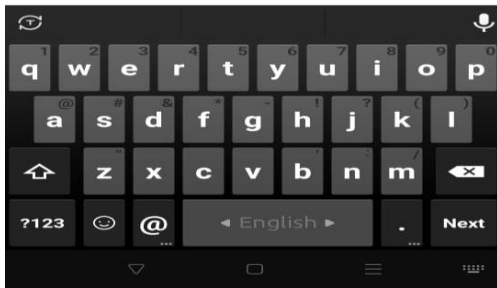 T
1 2 3 4 5 6 7 8 9 0
q w e r t y u i o p
@ # & * - ! ? ( )
a s d f g h j k l
" ' : ; /
z x c v b n m
?123 @ ... ◂ English ▸ . ... Next